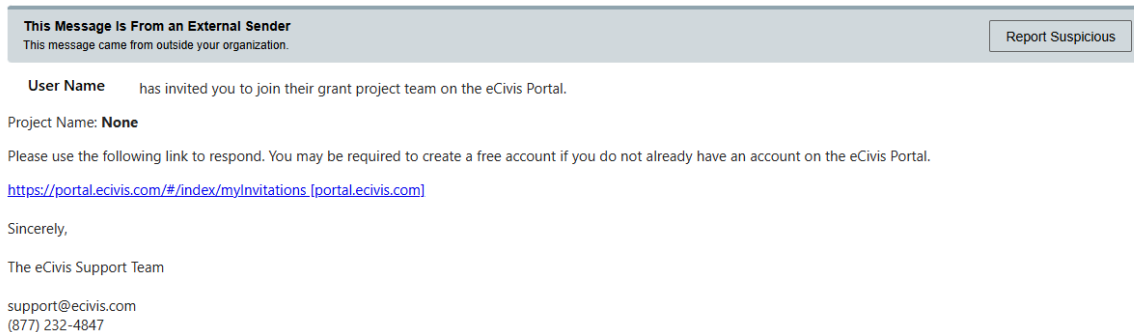 This Message Is From an External Sender
This message came from outside your organization.
Report Suspicious
User Name has invited you to join their grant project team on the eCivis Portal.
Project Name: None
Please use the following link to respond. You may be required to create a free account if you do not already have an account on the eCivis Portal.
https://portal.ecivis.com/#/index/myInvitations [portal.ecivis.com]
Sincerely,
The eCivis Support Team
support@ecivis.com
(877) 232-4847